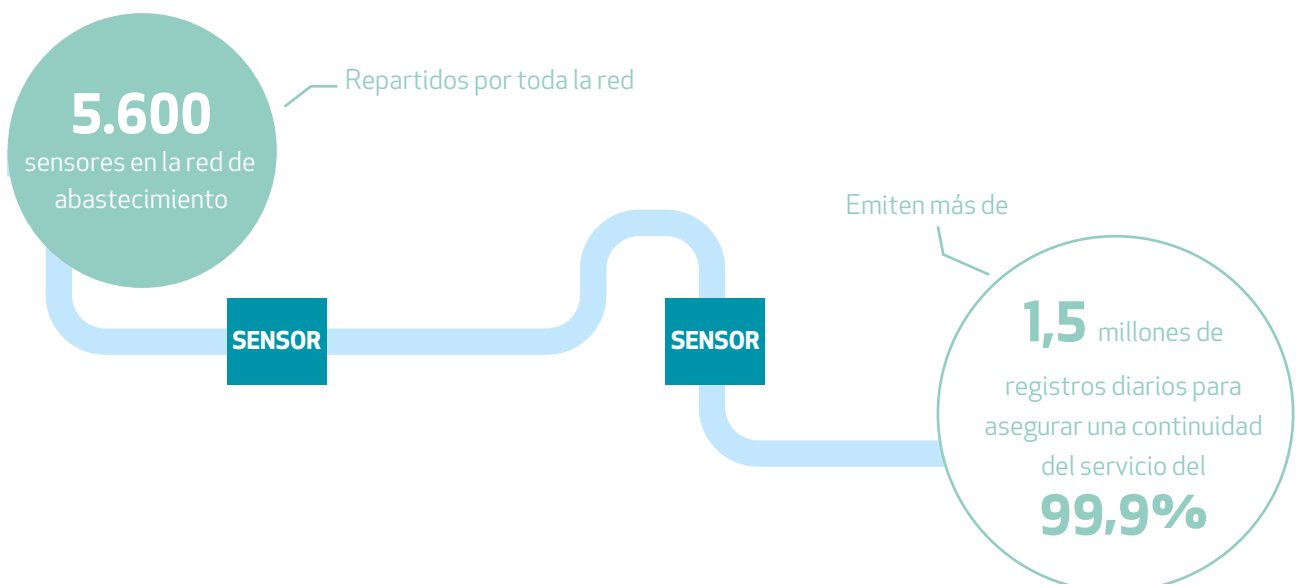 5.600
sensores en la red de
abastecimiento
Repartidos por toda la red
SENSOR
SENSOR
Emiten más de
1,5 millones de
registros diarios para
asegurar una continuidad
del servicio del
99,9%